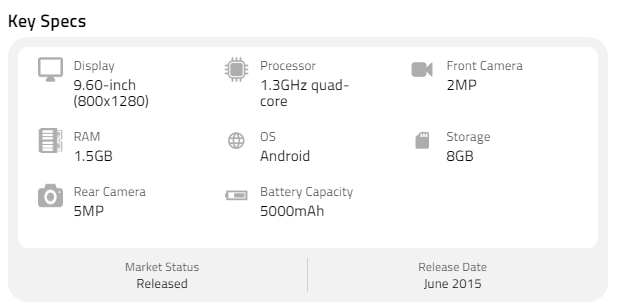 Key Specs
Display
9.60-inch
(800x1280)
Processor
1.3GHz quad-
core
Front Camera
2MP
RAM
1.5GB
OS
Android
Storage
8GB
Rear Camera
5MP
Battery Capacity
5000mAh
Market Status
Released
Release Date
June 2015